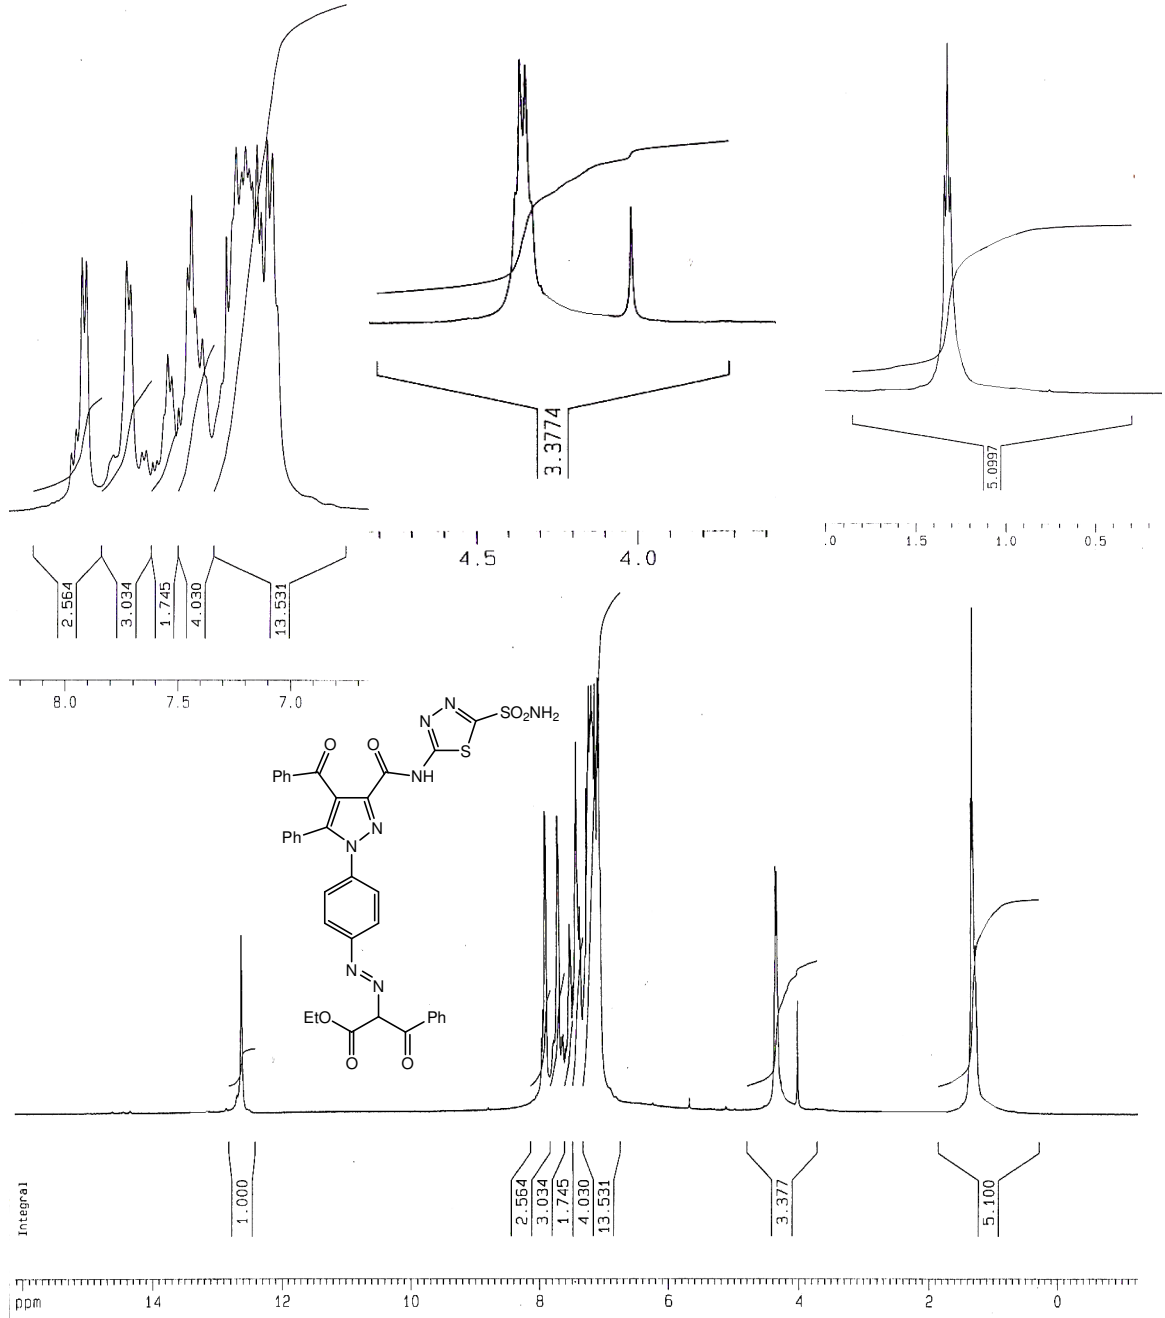 2.564
3.034
1.745
4.030
13.531
8.0 7.5 7.0
3.3774
4.5 4.0
5.0997
.0 1.5 1.0 0.5
N
N
N
S
SO₂NH₂
O
O
Ph
NH
Ph
N
N
N
N
EtO
Ph
O
O
Integral
1.000
2.564
3.034
1.745
4.030
13.531
3.377
5.100
ppm 14 12 10 8 6 4 2 0